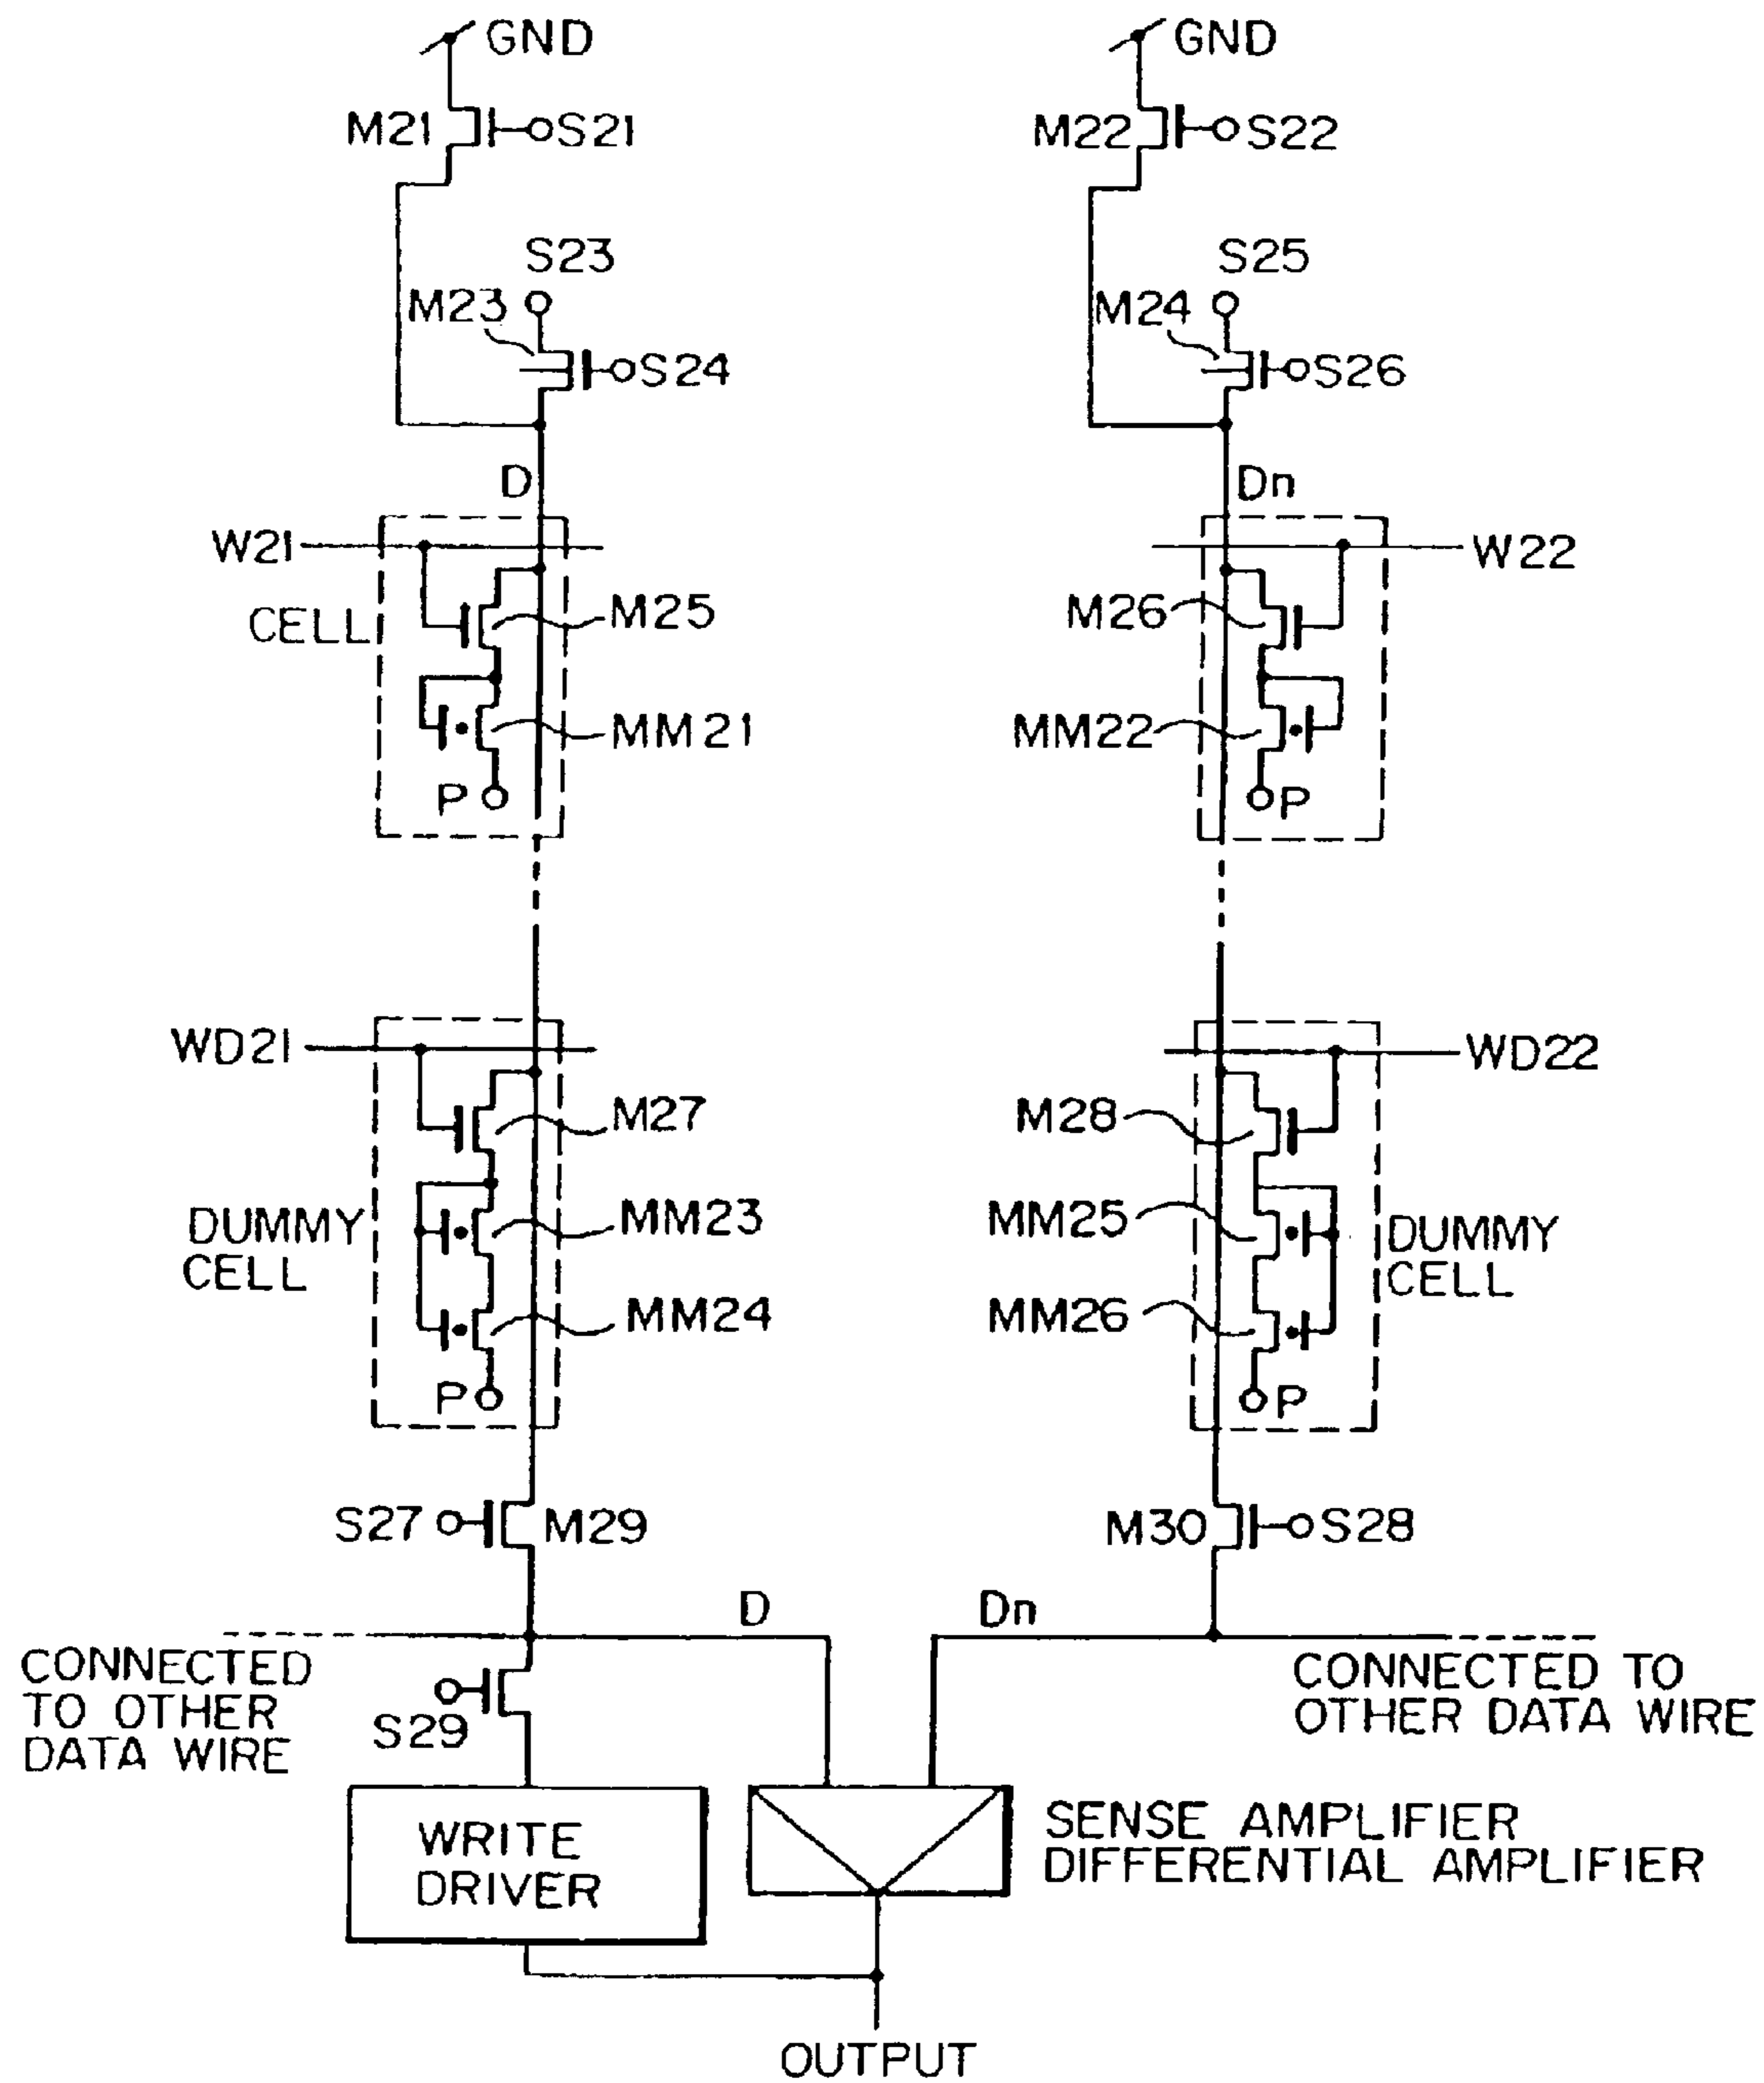 GND
GND
M21
S21
M22
S22
S23
S25
M23
M24
S24
S26
D
Dn
W21
W22
CELL
M25
M26
MM21
MM22
P
P
WD21
WD22
M27
M28
DUMMY
CELL
MM23
MM25
DUMMY
CELL
MM24
MM26
P
P
S27
M29
M30
S28
D
Dn
CONNECTED
TO OTHER
DATA WIRE
S29
CONNECTED TO
OTHER DATA WIRE
WRITE
DRIVER
SENSE AMPLIFIER
DIFFERENTIAL AMPLIFIER
OUTPUT